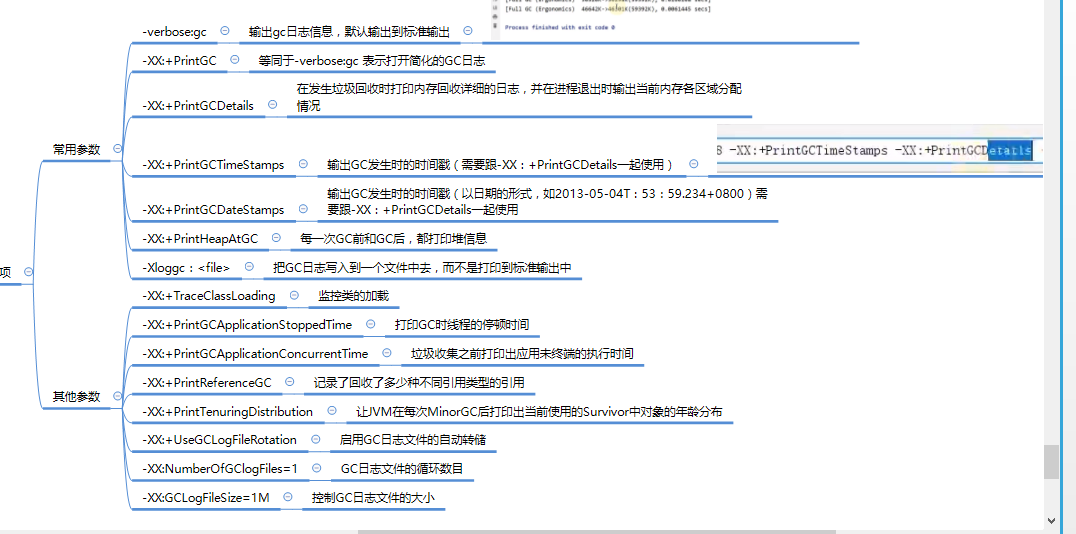 [Full GC (Ergonomics)
[Full GC (Ergonomics) 46642K->46641K(59392K), 0.0061445 secs]
Process finished with exit code 0
-verbose:gc 输出gc日志信息，默认输出到标准输出
-XX:+PrintGC 等同于-verbose:gc 表示打开简化的GC日志
在发生垃圾回收时打印内存回收详细的日志，并在进程退出时输出当前内存各区域分配
-XX:+PrintGCDetails 情况
常用参数
-XX:+PrintGCTimeStamps 输出GC发生时的时间戳（需要跟-XX：+PrintGCDetails一起使用）
8 -XX:+PrintGCTimeStamps -XX:+PrintGCDetails
输出GC发生时的时间戳（以日期的形式，如2013-05-04T：53：59.234+0800）需
-XX:+PrintGCDateStamps 要跟-XX：+PrintGCDetails一起使用
-XX:+PrintHeapAtGC 每一次GC前和GC后，都打印堆信息
-Xloggc：<file> 把GC日志写入到一个文件中去，而不是打印到标准输出中
项
-XX:+TraceClassLoading 监控类的加载
-XX:+PrintGCApplicationStoppedTime 打印GC时线程的停顿时间
-XX:+PrintGCApplicationConcurrentTime 垃圾收集之前打印出应用未终端的执行时间
-XX:+PrintReferenceGC 记录了回收了多少种不同引用类型的引用
其他参数
-XX:+PrintTenuringDistribution 让JVM在每次MinorGC后打印出当前使用的Survivor中对象的年龄分布
-XX:+UseGCLogFileRotation 启用GC日志文件的自动转储
-XX:NumberOfGClogFiles=1 GC日志文件的循环数目
-XX:GCLogFileSize=1M 控制GC日志文件的大小